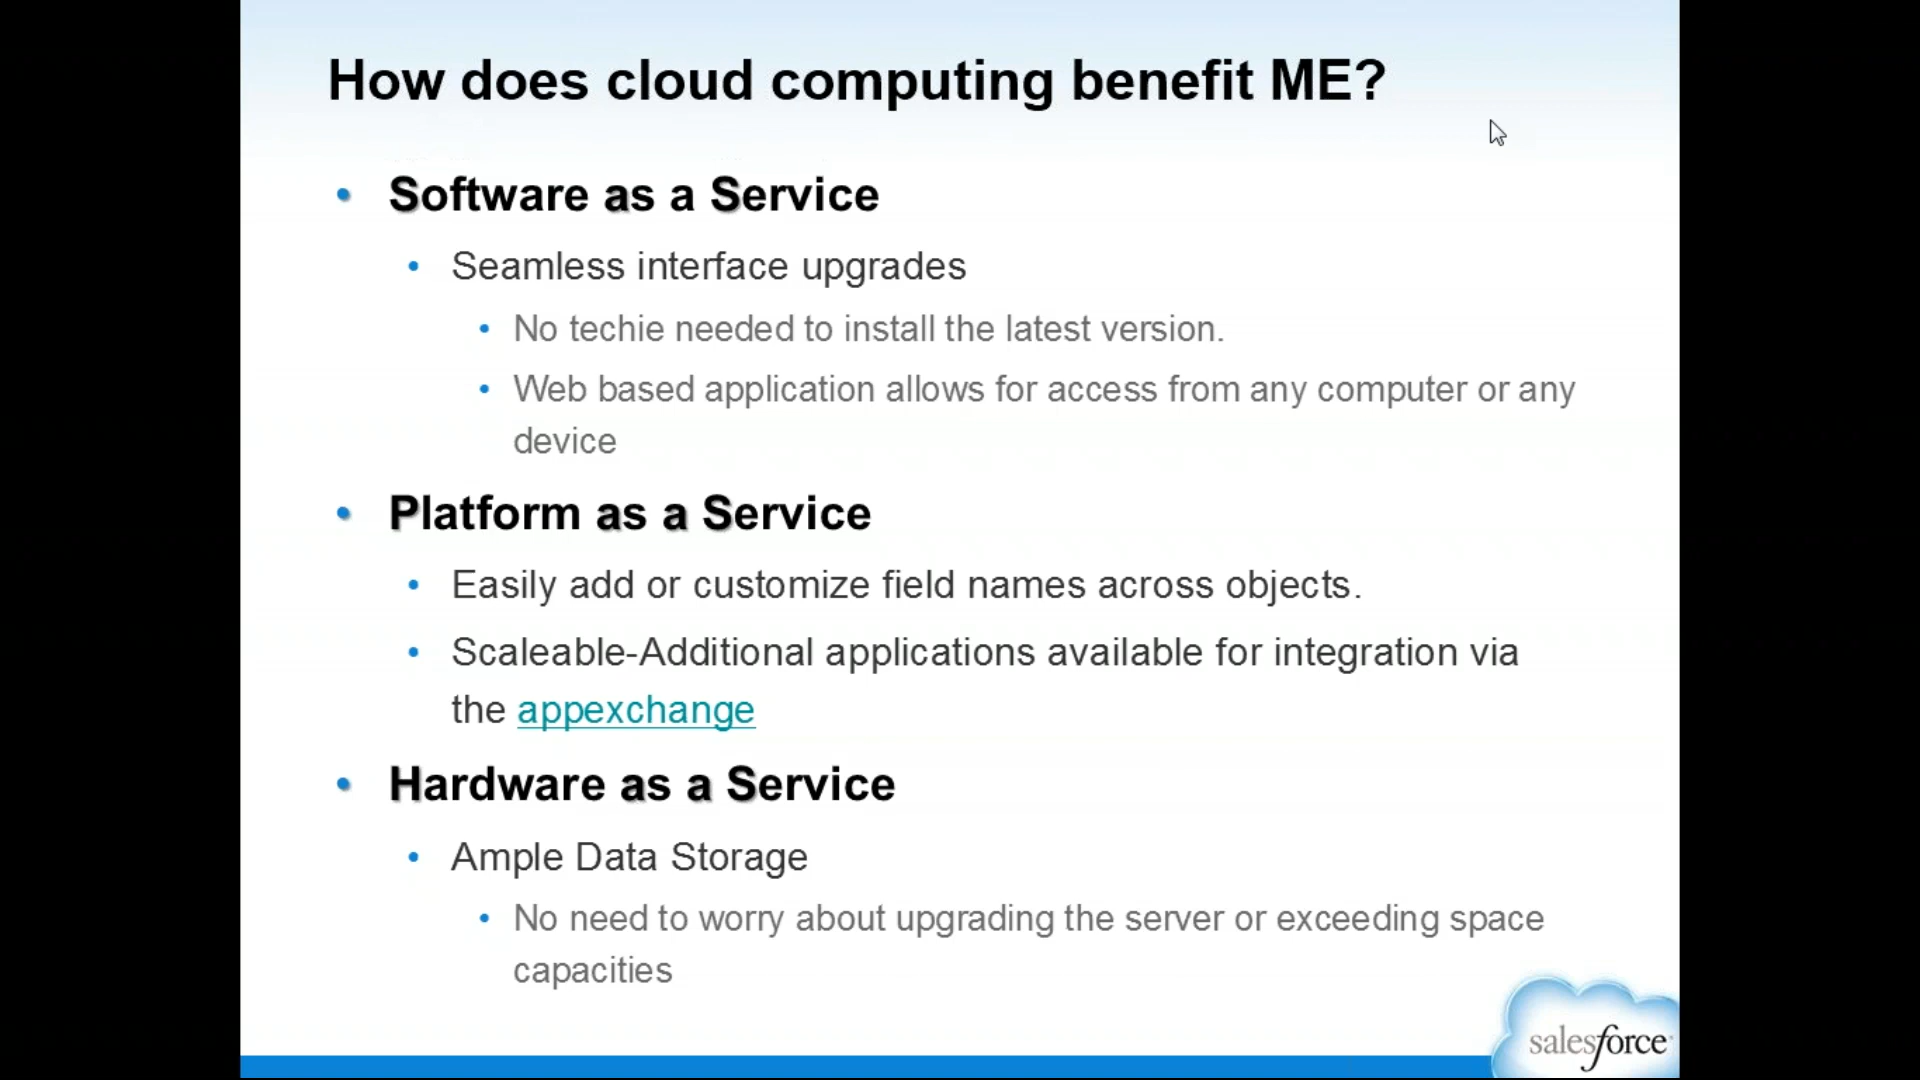 How does cloud computing benefit ME?
• Software as a Service
• Seamless interface upgrades
• No techie needed to install the latest version.
• Web based application allows for access from any computer or any
device
• Platform as a Service
• Easily add or customize field names across objects.
• Scaleable-Additional applications available for integration via
the appexchange
• Hardware as a Service
• Ample Data Storage
• No need to worry about upgrading the server or exceeding space
capacities
salesforce